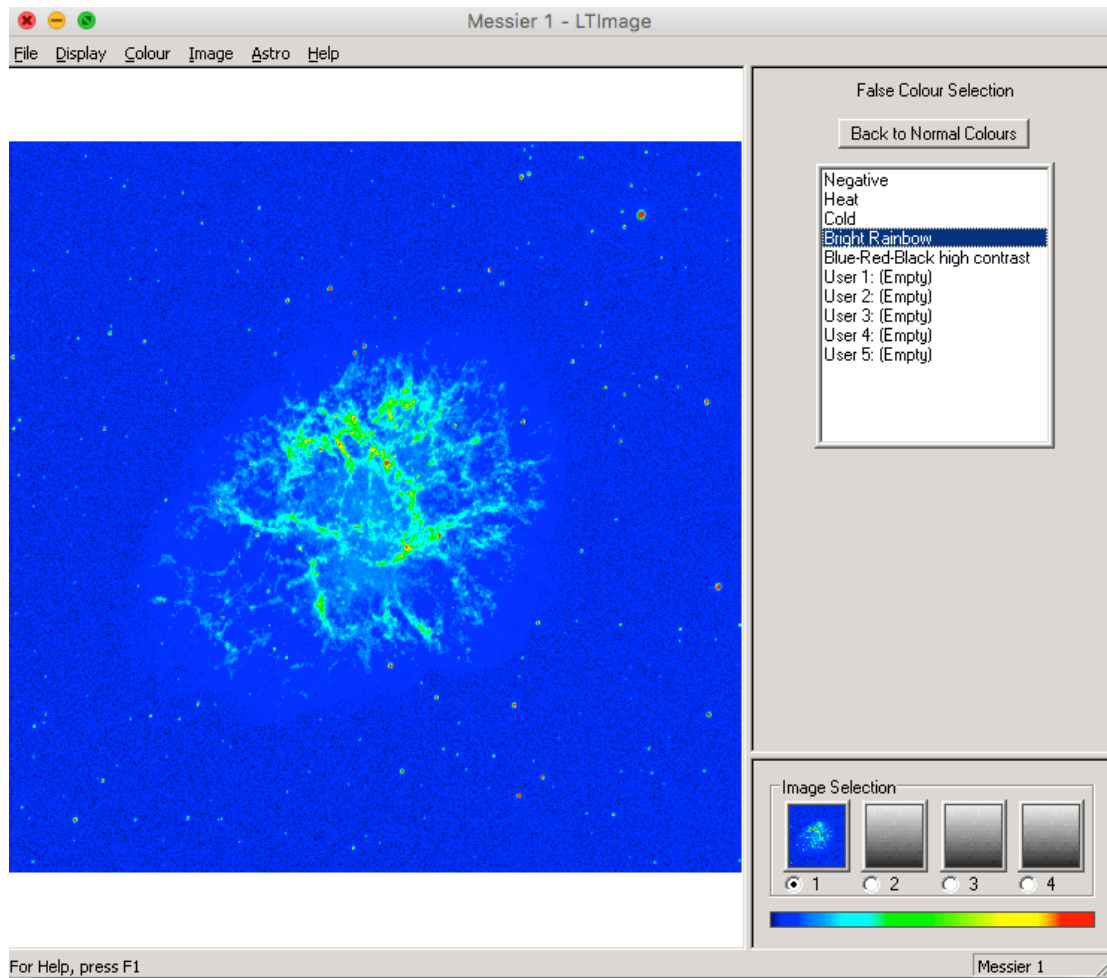 Messier 1 - LTImage
File Display Colour Image Astro Help
False Colour Selection
Back to Normal Colours
Negative
Heat
Cold
Bright Rainbow
Blue-Red-Black high contrast
User 1: (Empty)
User 2: (Empty)
User 3: (Empty)
User 4: (Empty)
User 5: (Empty)
Image Selection
1 2 3 4
For Help, press F1
Messier 1